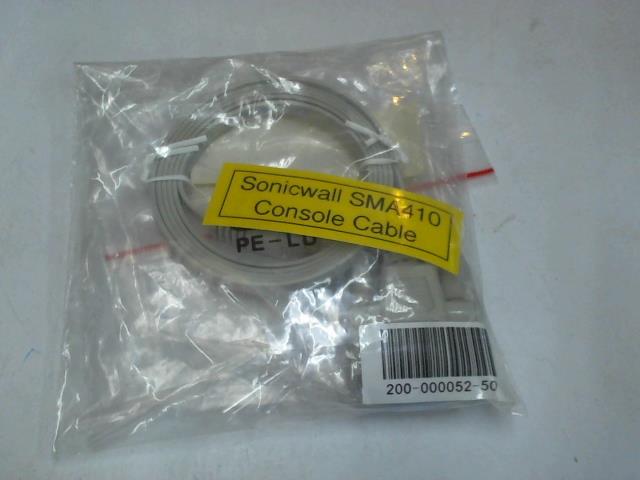 Sonicwall SMA410
Console Cable
PE-LD
200-000052-50